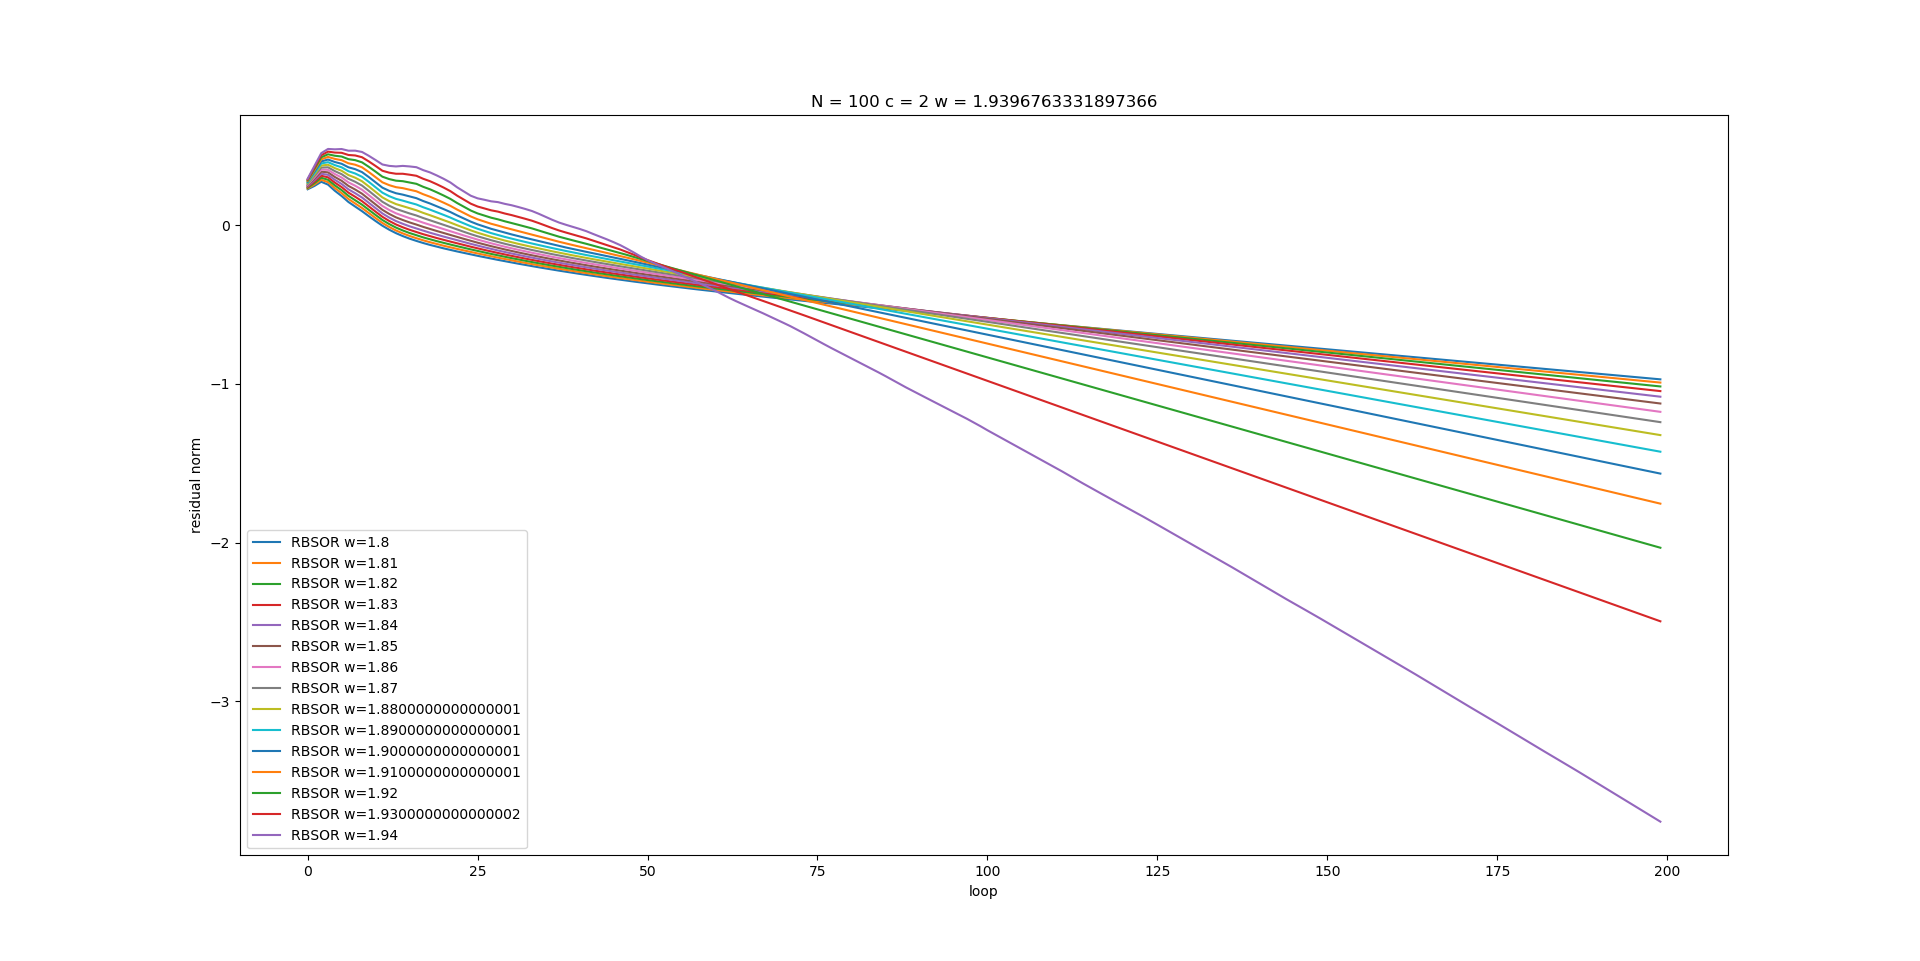 N = 100 c = 2 w = 1.9396763331897366
residual norm
0
−1
−2
−3
RBSOR w=1.8
RBSOR w=1.81
RBSOR w=1.82
RBSOR w=1.83
RBSOR w=1.84
RBSOR w=1.85
RBSOR w=1.86
RBSOR w=1.87
RBSOR w=1.8800000000000001
RBSOR w=1.8900000000000001
RBSOR w=1.9000000000000001
RBSOR w=1.9100000000000001
RBSOR w=1.92
RBSOR w=1.9300000000000002
RBSOR w=1.94
0 25 50 75 100 125 150 175 200
loop